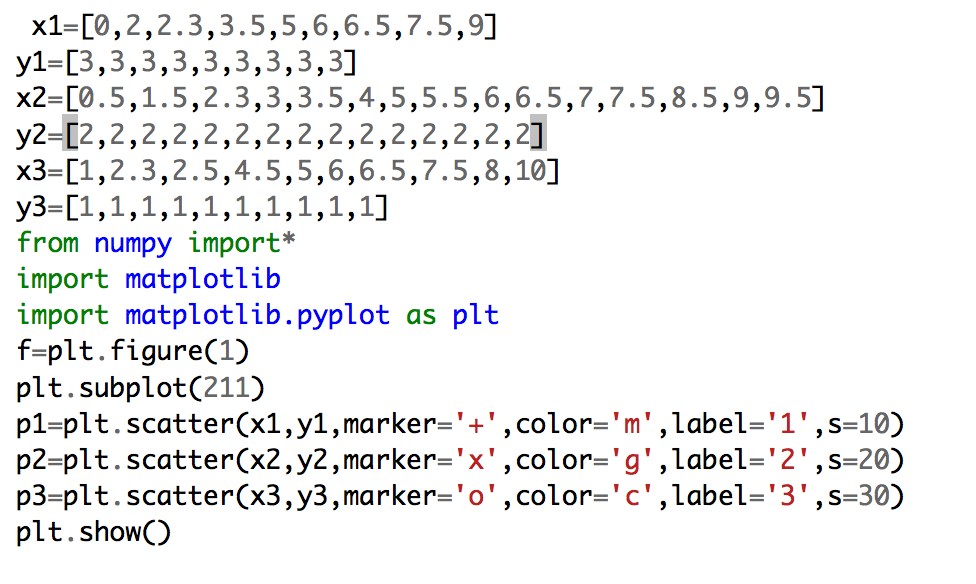 x1=[0,2,2.3,3.5,5,6,6.5,7.5,9]
y1=[3,3,3,3,3,3,3,3,3]
x2=[0.5,1.5,2.3,3,3.5,4,5,5.5,6,6.5,7,7.5,8.5,9,9.5]
y2=[2,2,2,2,2,2,2,2,2,2,2,2,2,2,2]
x3=[1,2.3,2.5,4.5,5,6,6.5,7.5,8,10]
y3=[1,1,1,1,1,1,1,1,1,1]
from numpy import*
import matplotlib
import matplotlib.pyplot as plt
f=plt.figure(1)
plt.subplot(211)
p1=plt.scatter(x1,y1,marker='+',color='m',label='1',s=10)
p2=plt.scatter(x2,y2,marker='x',color='g',label='2',s=20)
p3=plt.scatter(x3,y3,marker='o',color='c',label='3',s=30)
plt.show()